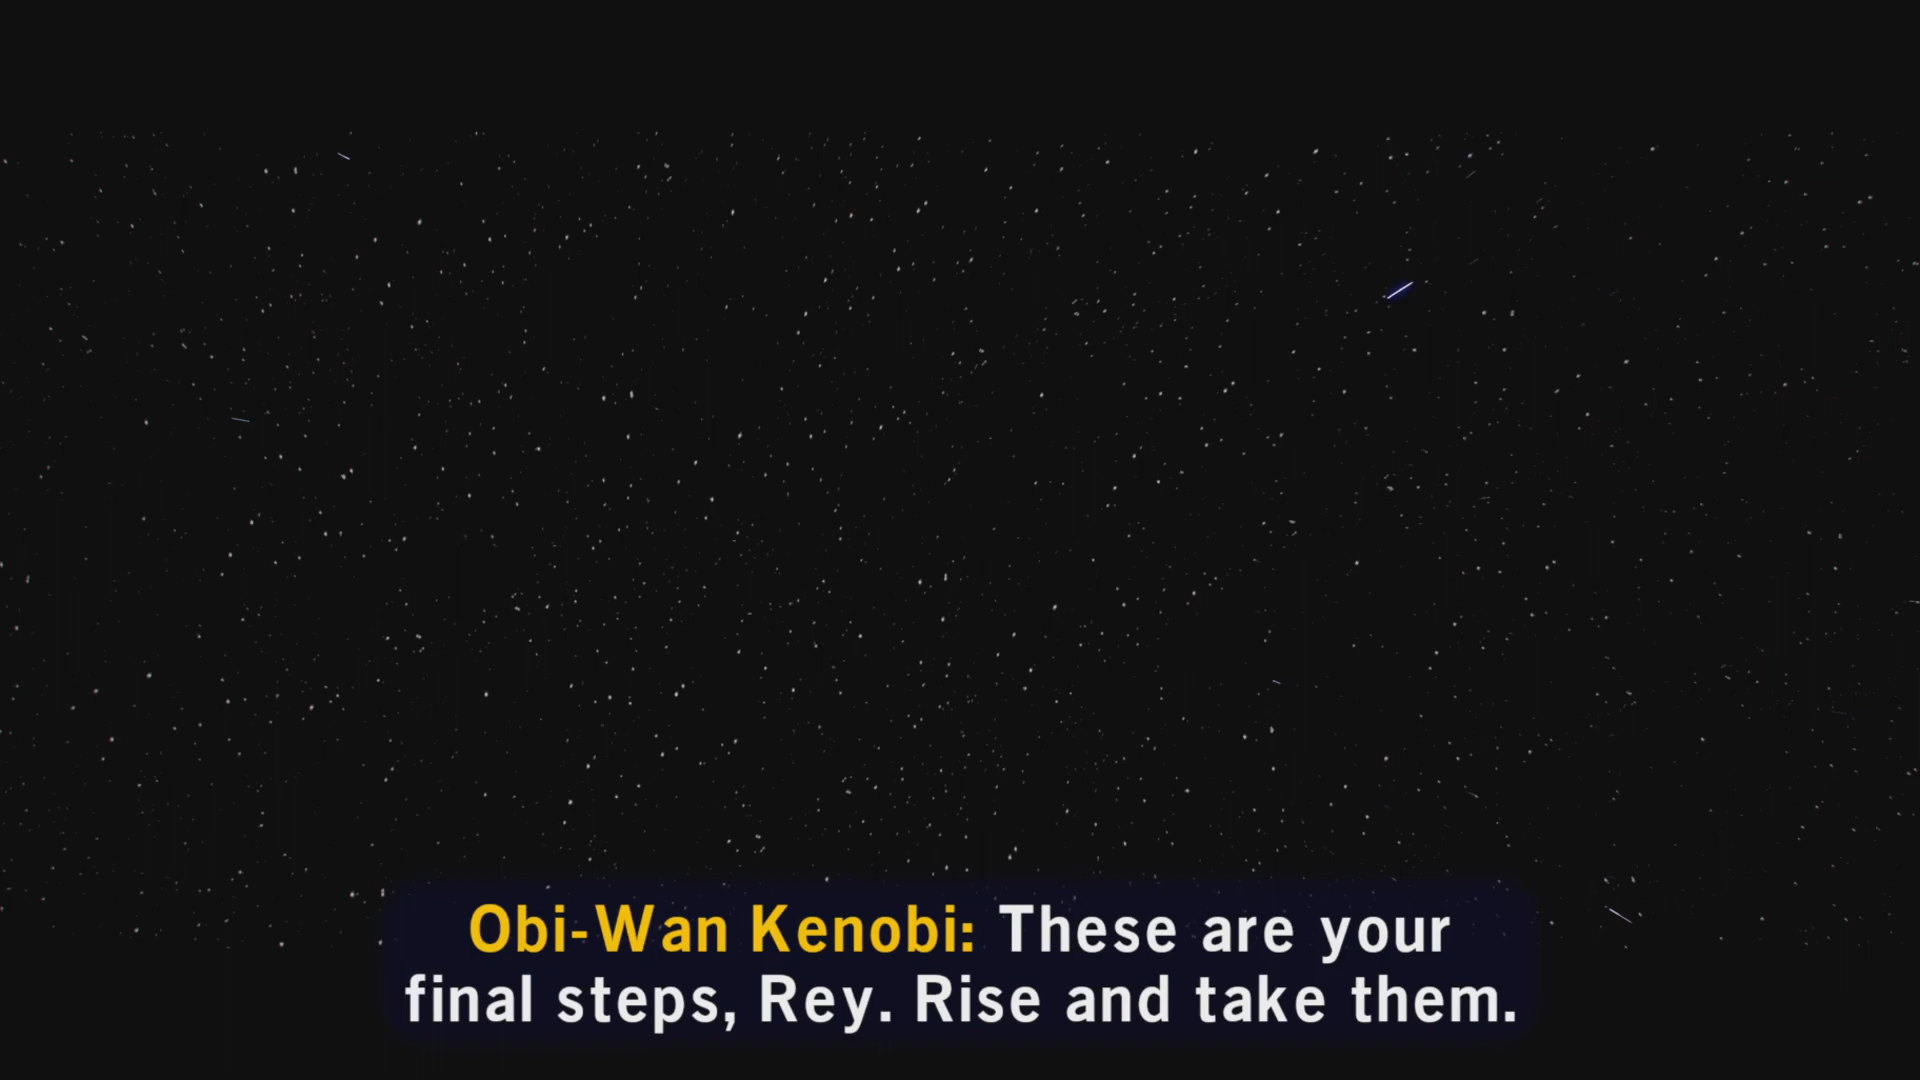 Obi-Wan Kenobi: These are your
final steps, Rey. Rise and take them.